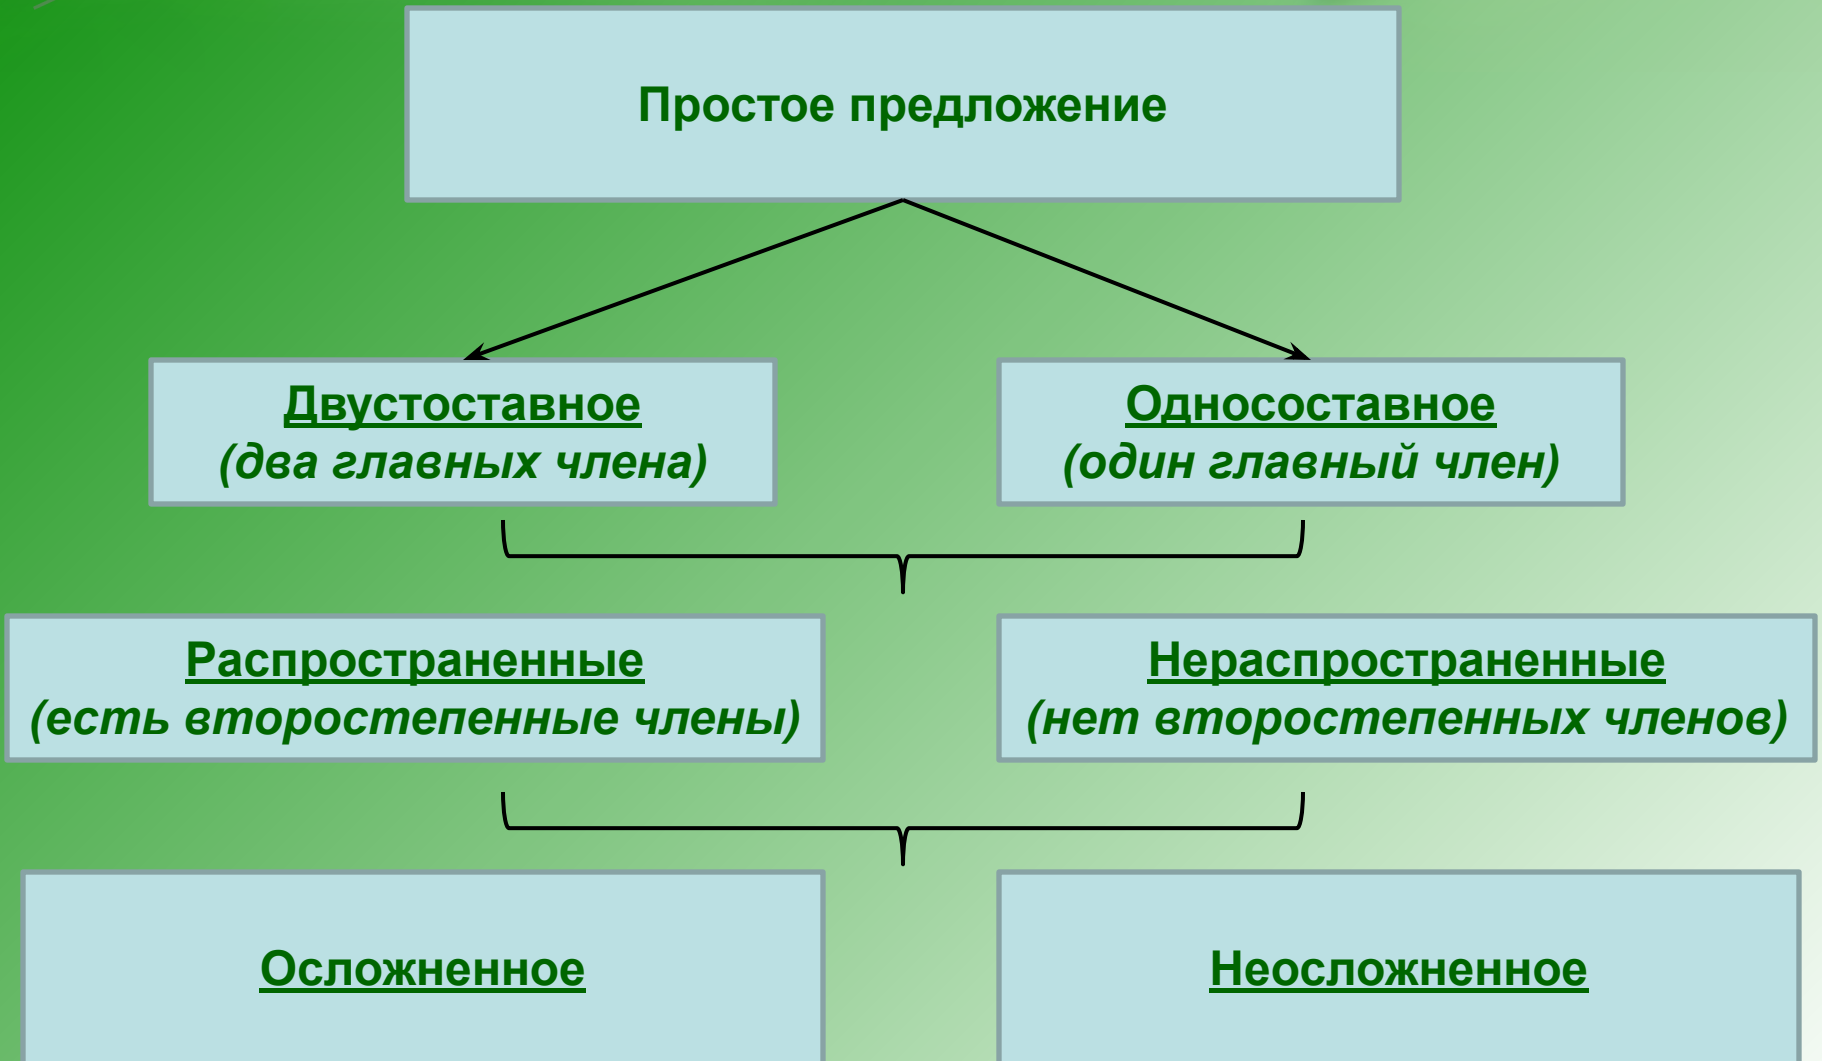 Простое предложение
Двустоставное
(два главных члена)
Односоставное
(один главный член)
Распространенные
(есть второстепенные члены)
Нераспространенные
(нет второстепенных членов)
Осложненное
Неосложненное